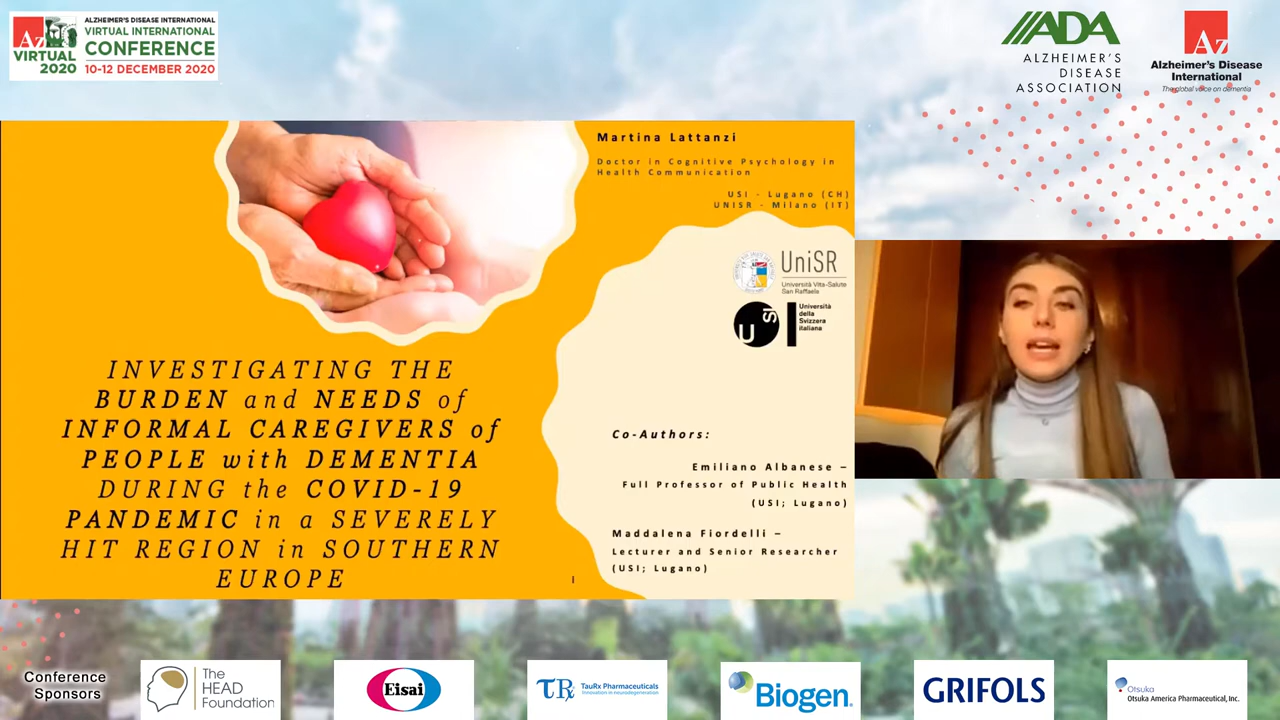 ALZHEIMER'S DISEASE INTERNATIONAL
VIRTUAL INTERNATIONAL
CONFERENCE
10-12 DECEMBER 2020
Az
VIRTUAL
2020
ADA
ALZHEIMER'S
DISEASE
ASSOCIATION
Az
Alzheimer's Disease
International
The global voice on dementia
Martina Lattanzi
Doctor in Cognitive Psychology in
Health Communication
USI - Lugano (CH)
UNISR - Milano (IT)
UniSR
Università Vita-Salute
San Raffaele
USI
Università
della
Svizzera
italiana
INVESTIGATING THE
BURDEN and NEEDS of
INFORMAL CAREGIVERS of
PEOPLE with DEMENTIA
DURING the COVID-19
PANDEMIC in a SEVERELY
HIT REGION in SOUTHERN
EUROPE
Co-Authors:
Emiliano Albanese –
Full Professor of Public Health
(USI; Lugano)
Maddalena Fiordelli –
Lecturer and Senior Researcher
(USI; Lugano)
Conference
Sponsors
The
HEAD
Foundation
Eisai
TauRx Pharmaceuticals
Innovation in neurodegeneration
Biogen.
GRIFOLS
Otsuka
Otsuka America Pharmaceutical, Inc.